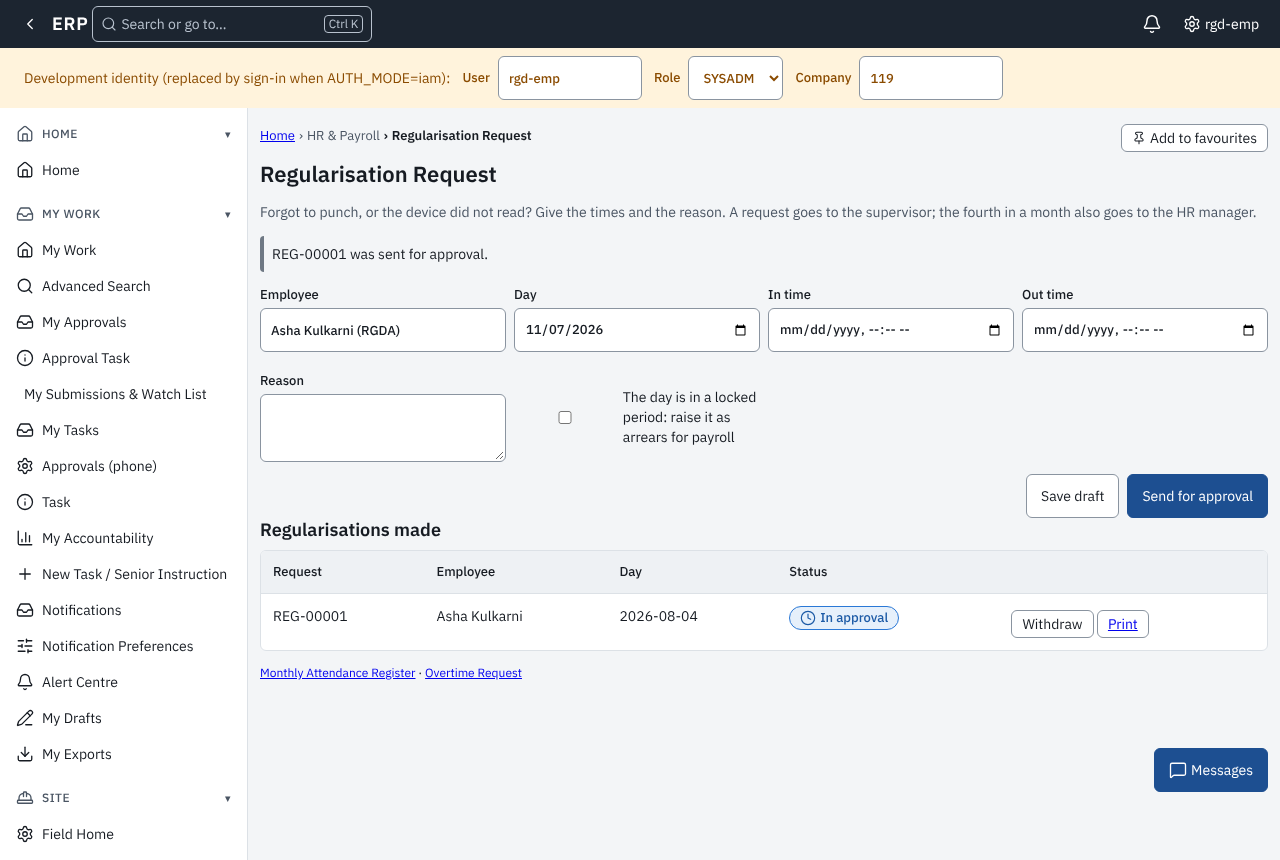 ERP
Search or go to...
Ctrl K
rgd-emp
Development identity (replaced by sign-in when AUTH_MODE=iam):
User
rgd-emp
Role
SYSADM
Company
119
HOME
Home
MY WORK
My Work
Advanced Search
My Approvals
Approval Task
My Submissions & Watch List
My Tasks
Approvals (phone)
Task
My Accountability
New Task / Senior Instruction
Notifications
Notification Preferences
Alert Centre
My Drafts
My Exports
SITE
Field Home
Home › HR & Payroll › Regularisation Request
Add to favourites
Regularisation Request
Forgot to punch, or the device did not read? Give the times and the reason. A request goes to the supervisor; the fourth in a month also goes to the HR manager.
REG-00001 was sent for approval.
Employee
Asha Kulkarni (RGDA)
Day
11/07/2026
In time
mm/dd/yyyy, --:-- --
Out time
mm/dd/yyyy, --:-- --
Reason
The day is in a locked
period: raise it as
arrears for payroll
Save draft
Send for approval
Regularisations made
Request Employee Day Status
REG-00001 Asha Kulkarni 2026-08-04 In approval Withdraw Print
Monthly Attendance Register · Overtime Request
Messages